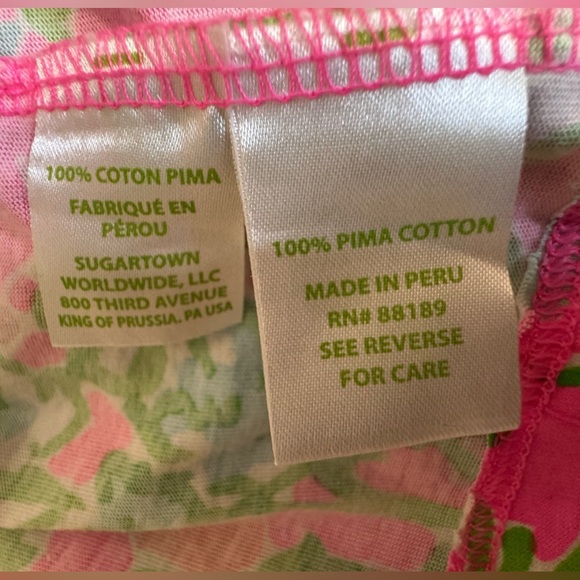 100% COTON PIMA
FABRIQUÉ EN
PÉROU
SUGARTOWN
WORLDWIDE, LLC
800 THIRD AVENUE
KING OF PRUSSIA. PA USA
100% PIMA COTTON
MADE IN PERU
RN# 88189
SEE REVERSE
FOR CARE